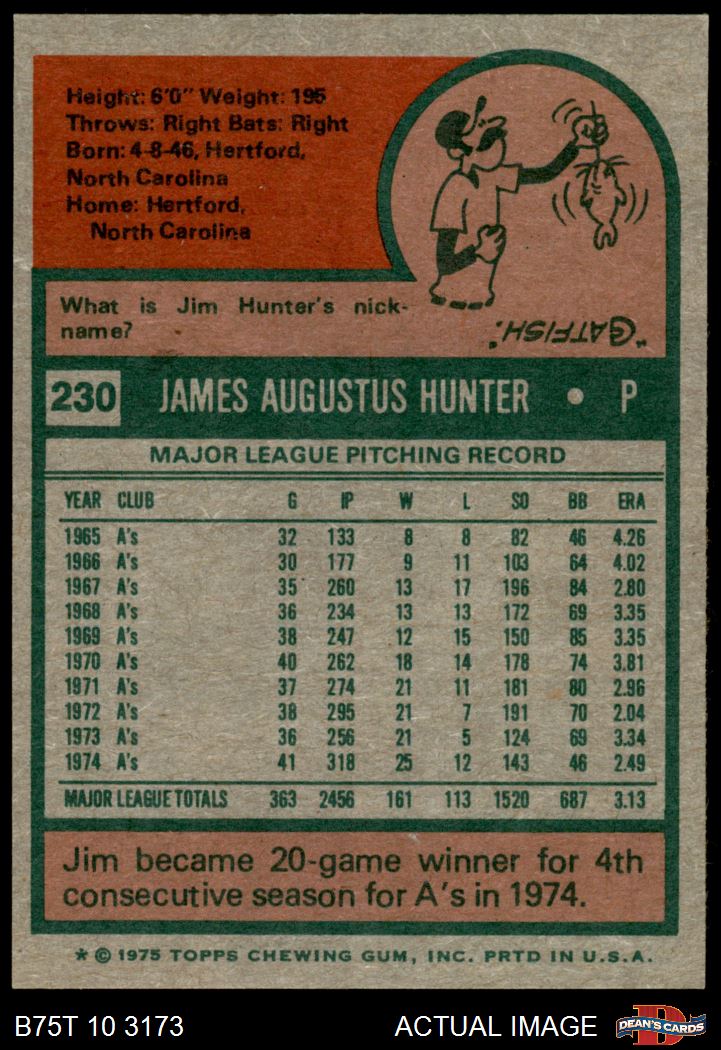 Height: 6'0" Weight: 195
Throws: Right Bats: Right
Born: 4-8-46, Hertford,
North Carolina
Home: Hertford,
North Carolina
What is Jim Hunter's nick-
name?
"CATFISH".
230 JAMES AUGUSTUS HUNTER • P
MAJOR LEAGUE PITCHING RECORD
YEAR CLUB G IP W L SO BB ERA
1965 A's 32 133 8 8 82 46 4.26
1966 A's 30 177 9 11 103 64 4.02
1967 A's 35 260 13 17 196 84 2.80
1968 A's 36 234 13 13 172 69 3.35
1969 A's 38 247 12 15 150 85 3.35
1970 A's 40 262 18 14 178 74 3.81
1971 A's 37 274 21 11 181 80 2.96
1972 A's 38 295 21 7 191 70 2.04
1973 A's 36 256 21 5 124 69 3.34
1974 A's 41 318 25 12 143 46 2.49
MAJOR LEAGUE TOTALS 363 2456 161 113 1520 687 3.13
Jim became 20-game winner for 4th
consecutive season for A's in 1974.
* © 1975 TOPPS CHEWING GUM, INC. PRTD IN U.S.A.
B75T 10 3173 ACTUAL IMAGE D DEAN'S CARDS